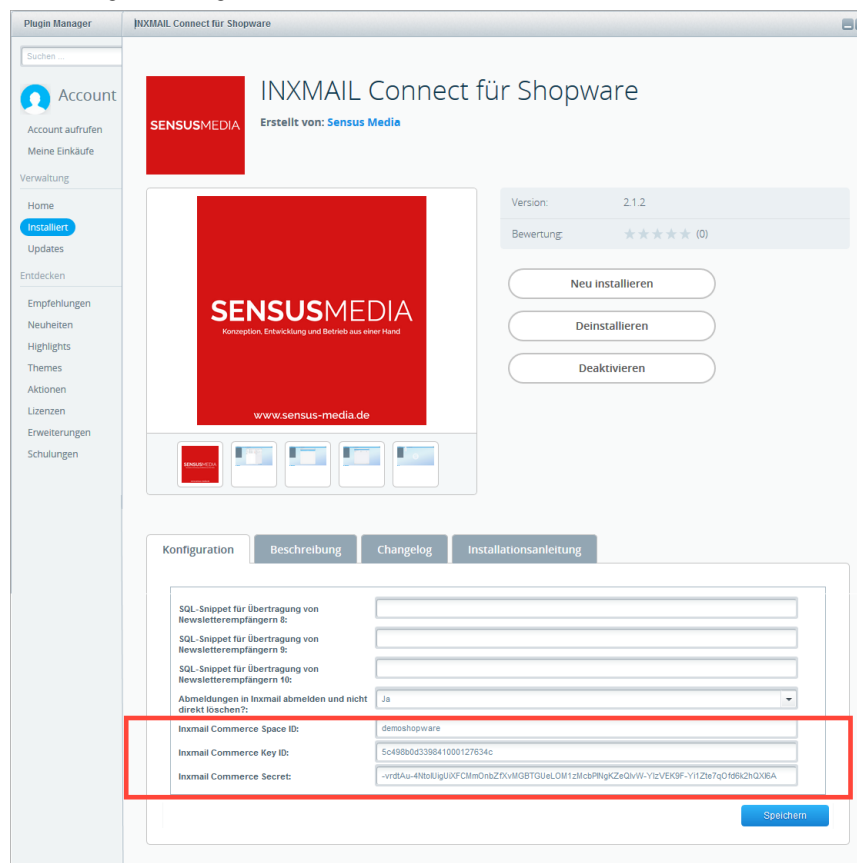 Plugin Manager
INXMAIL Connect für Shopware
Suchen ...
Account
Account aufrufen
Meine Einkäufe
Verwaltung
Home
Installiert
Updates
Entdecken
Empfehlungen
Neuheiten
Highlights
Themes
Aktionen
Lizenzen
Erweiterungen
Schulungen
SENSUSMEDIA
INXMAIL Connect für Shopware
Erstellt von: Sensus Media
SENSUSMEDIA
Konzeption, Entwicklung und Betrieb aus einer Hand
www.sensus-media.de
SENSUSMEDIA
Version: 2.1.2
Bewertung: (0)
Neu installieren
Deinstallieren
Deaktivieren
Konfiguration Beschreibung Changelog Installationsanleitung
SQL-Snippet für Übertragung von
Newsletterempfängern 8:
SQL-Snippet für Übertragung von
Newsletterempfängern 9:
SQL-Snippet für Übertragung von
Newsletterempfängern 10:
Abmeldungen in Inxmail abmelden und nicht
direkt löschen?: Ja
Inxmail Commerce Space ID: demoshopware
Inxmail Commerce Key ID: 5c498b0d339841000127634c
Inxmail Commerce Secret:
Speichern